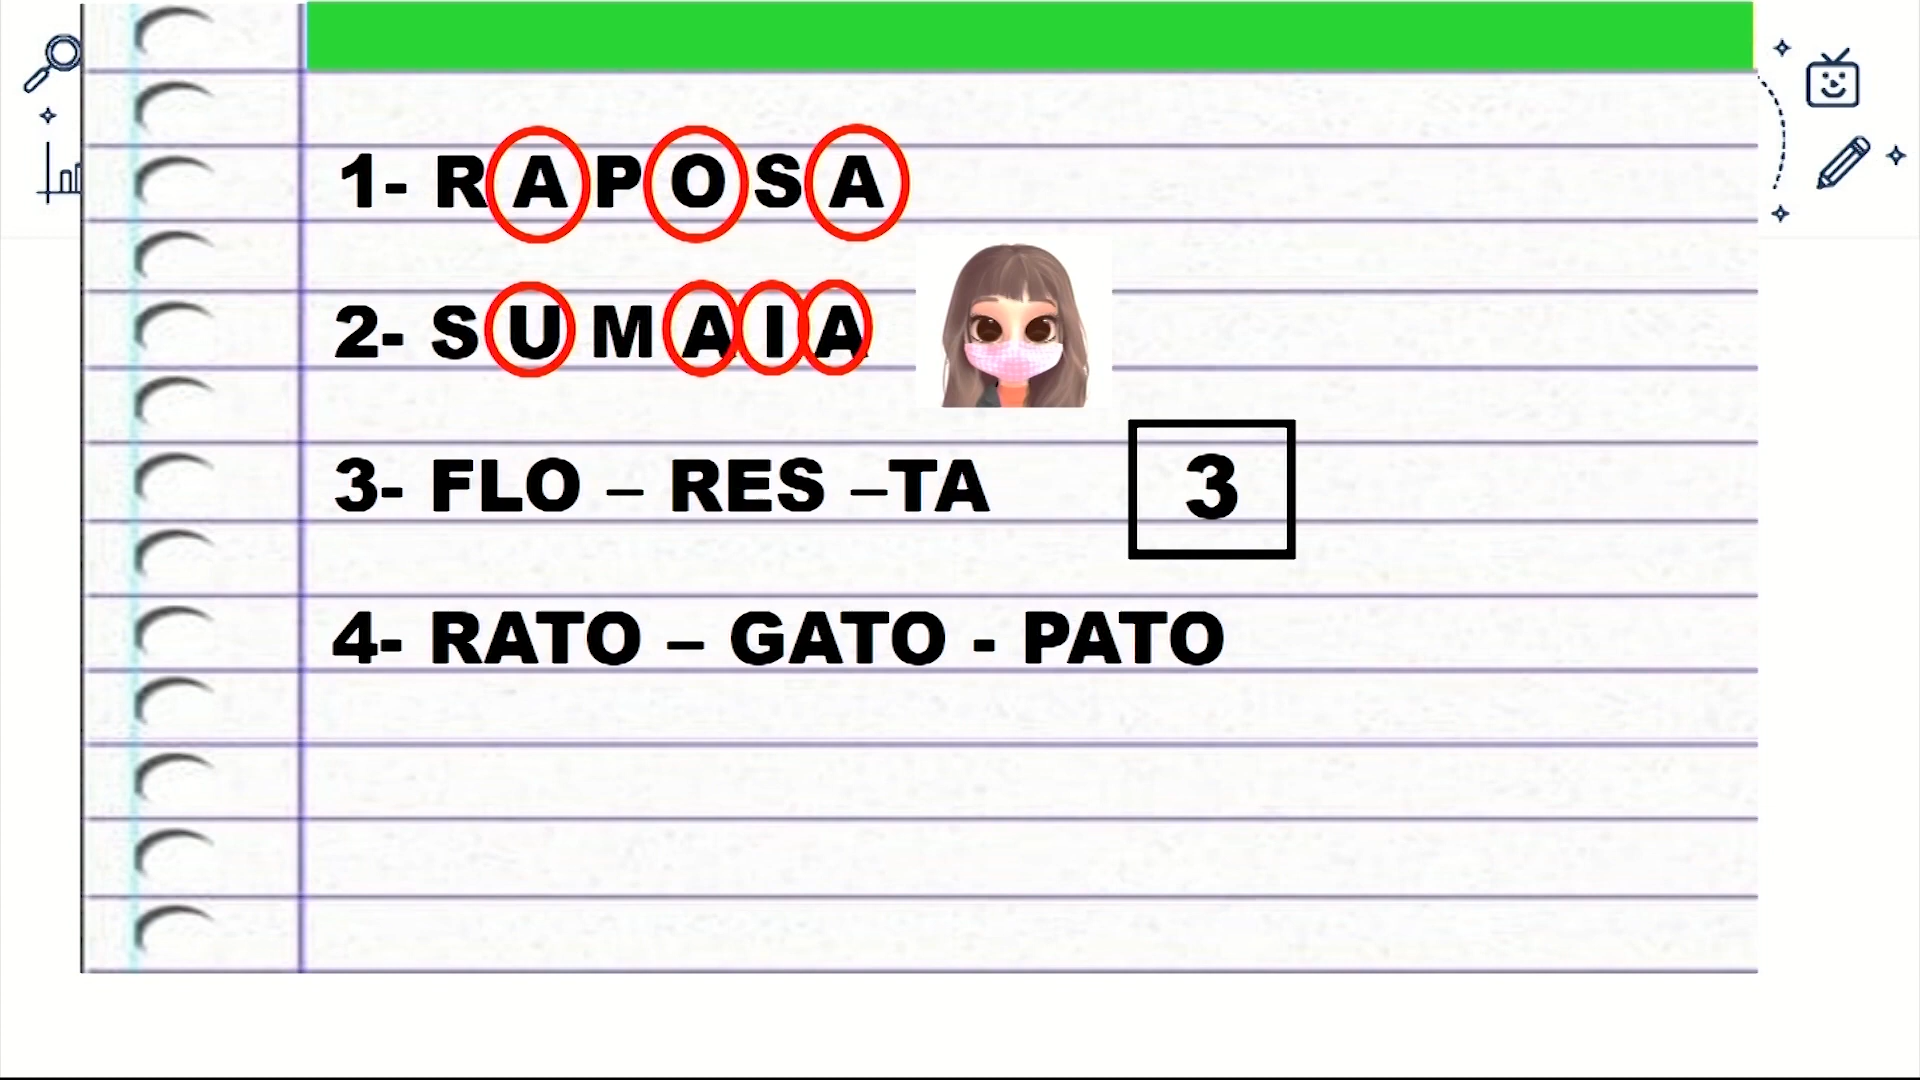 1- RAPOSA
2- SUMAIA
3- FLO – RES –TA 3
4- RATO – GATO - PATO